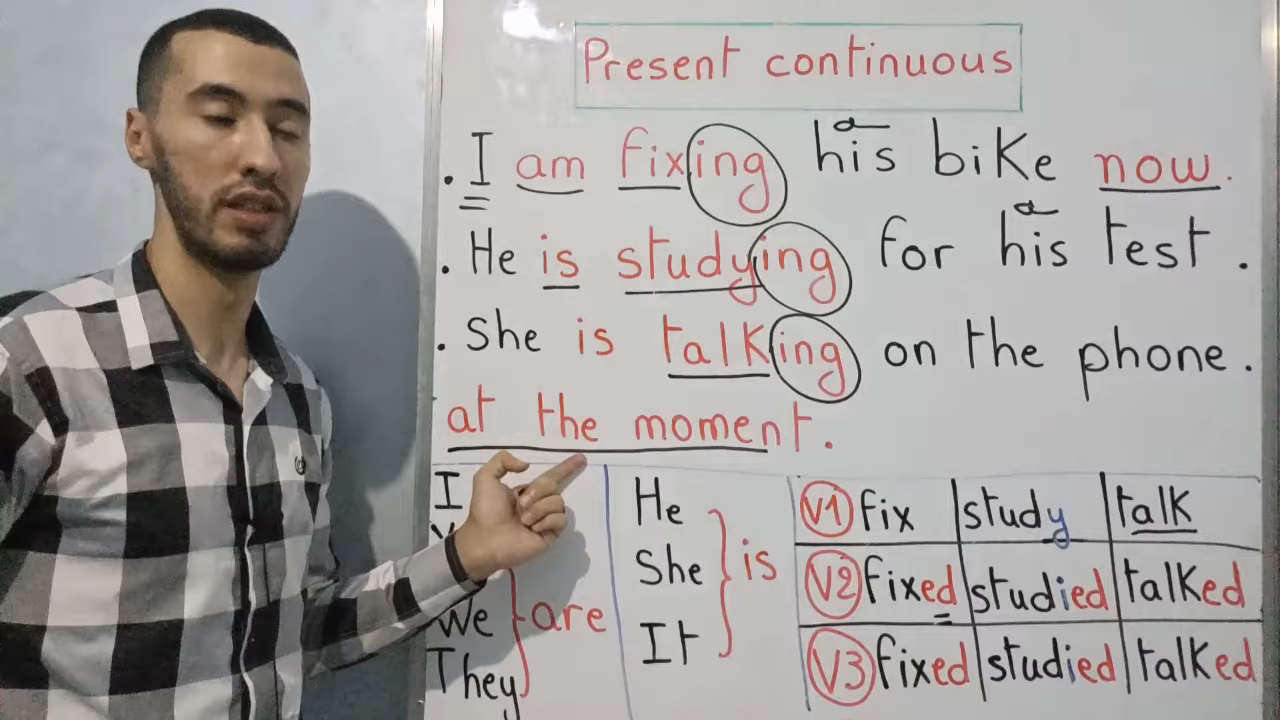 Present continuous
. I am fixing his bike now.
a
. He is studying for his test.
a
. She is talking on the phone.
at the moment.
I
We
They
are
He
She
It
is
V1 fix study talk
V2 fixed studied talked
V3 fixed studied talked